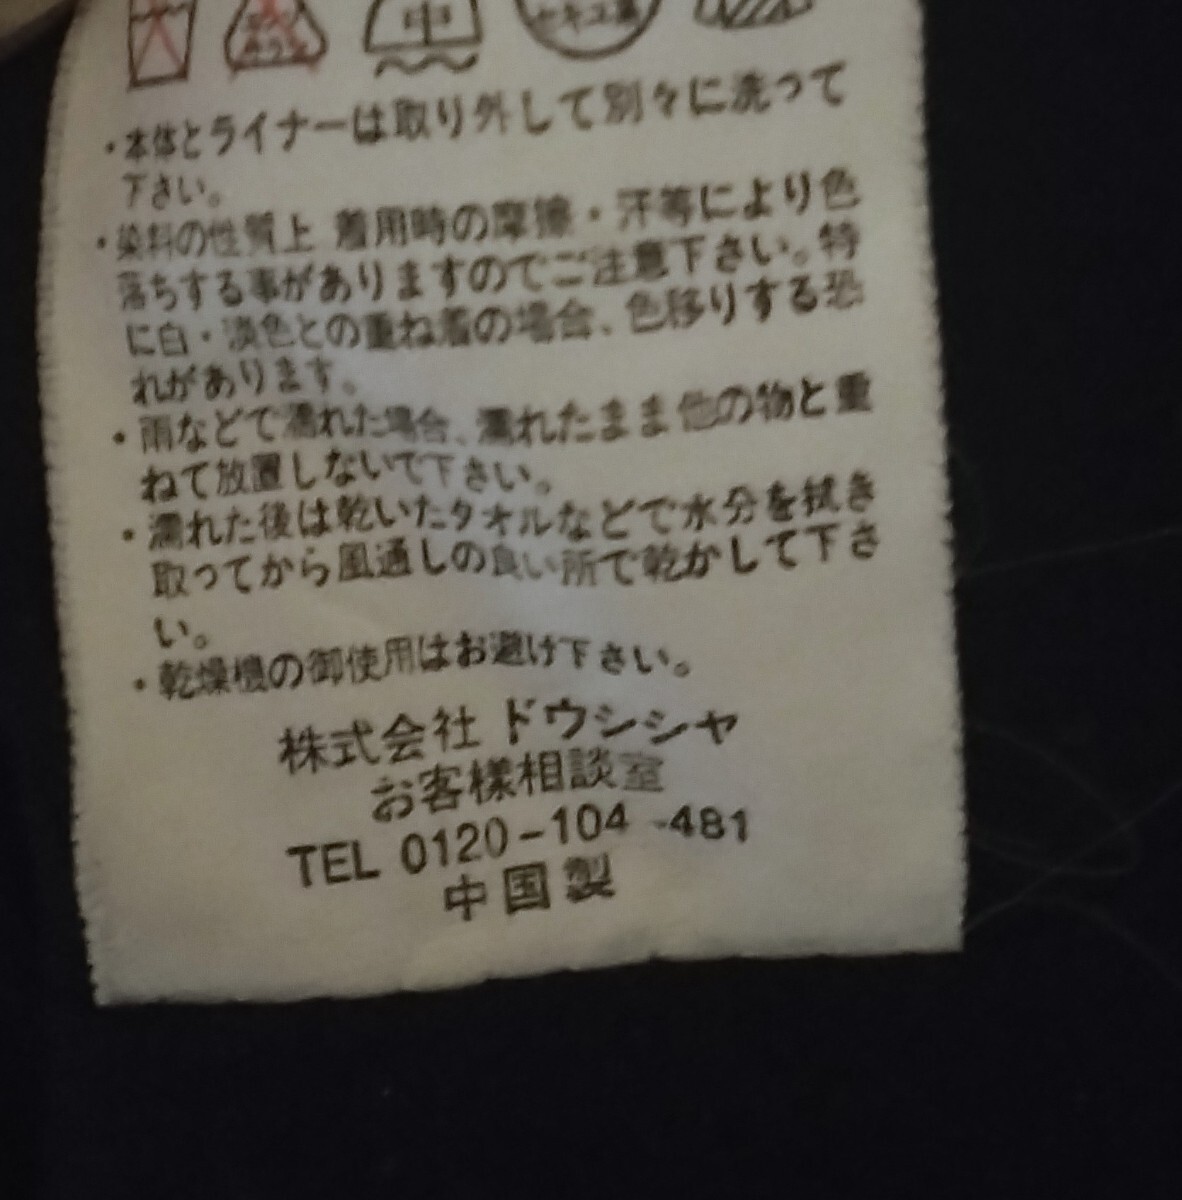 中
セキユ系
・本体とライナーは取り外して別々に洗って
下さい。
・染料の性質上 着用時の摩擦・汗等により色
落ちする事がありますのでご注意下さい。特
に白・淡色との重ね着の場合、色移りする恐
れがあります。
・雨などで濡れた場合、濡れたまま他の物と重
ねて放置しないで下さい。
・濡れた後は乾いたタオルなどで水分を拭き
取ってから風通しの良い所で乾かして下さ
い。
・乾燥機の御使用はお避け下さい。
株式会社 ドウシシヤ
お客様相談室
TEL 0120-104-481
中国製